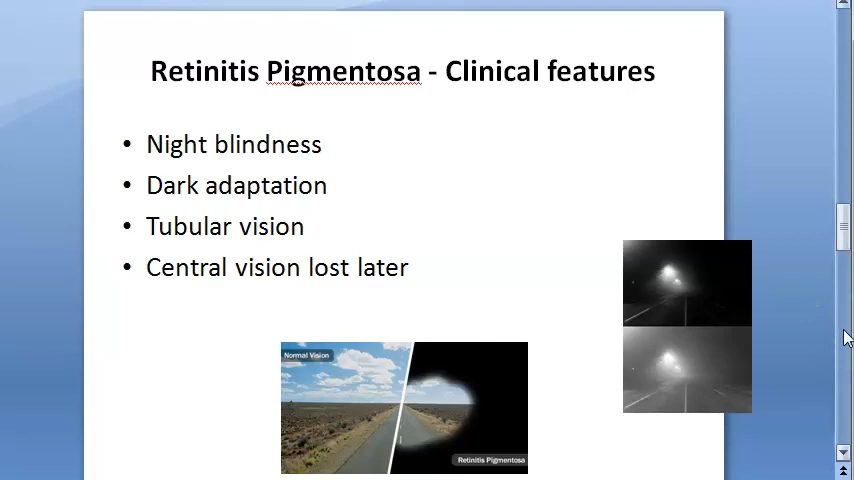 Retinitis Pigmentosa - Clinical features
• Night blindness
• Dark adaptation
• Tubular vision
• Central vision lost later
Normal Vision
Retinitis Pigmentosa